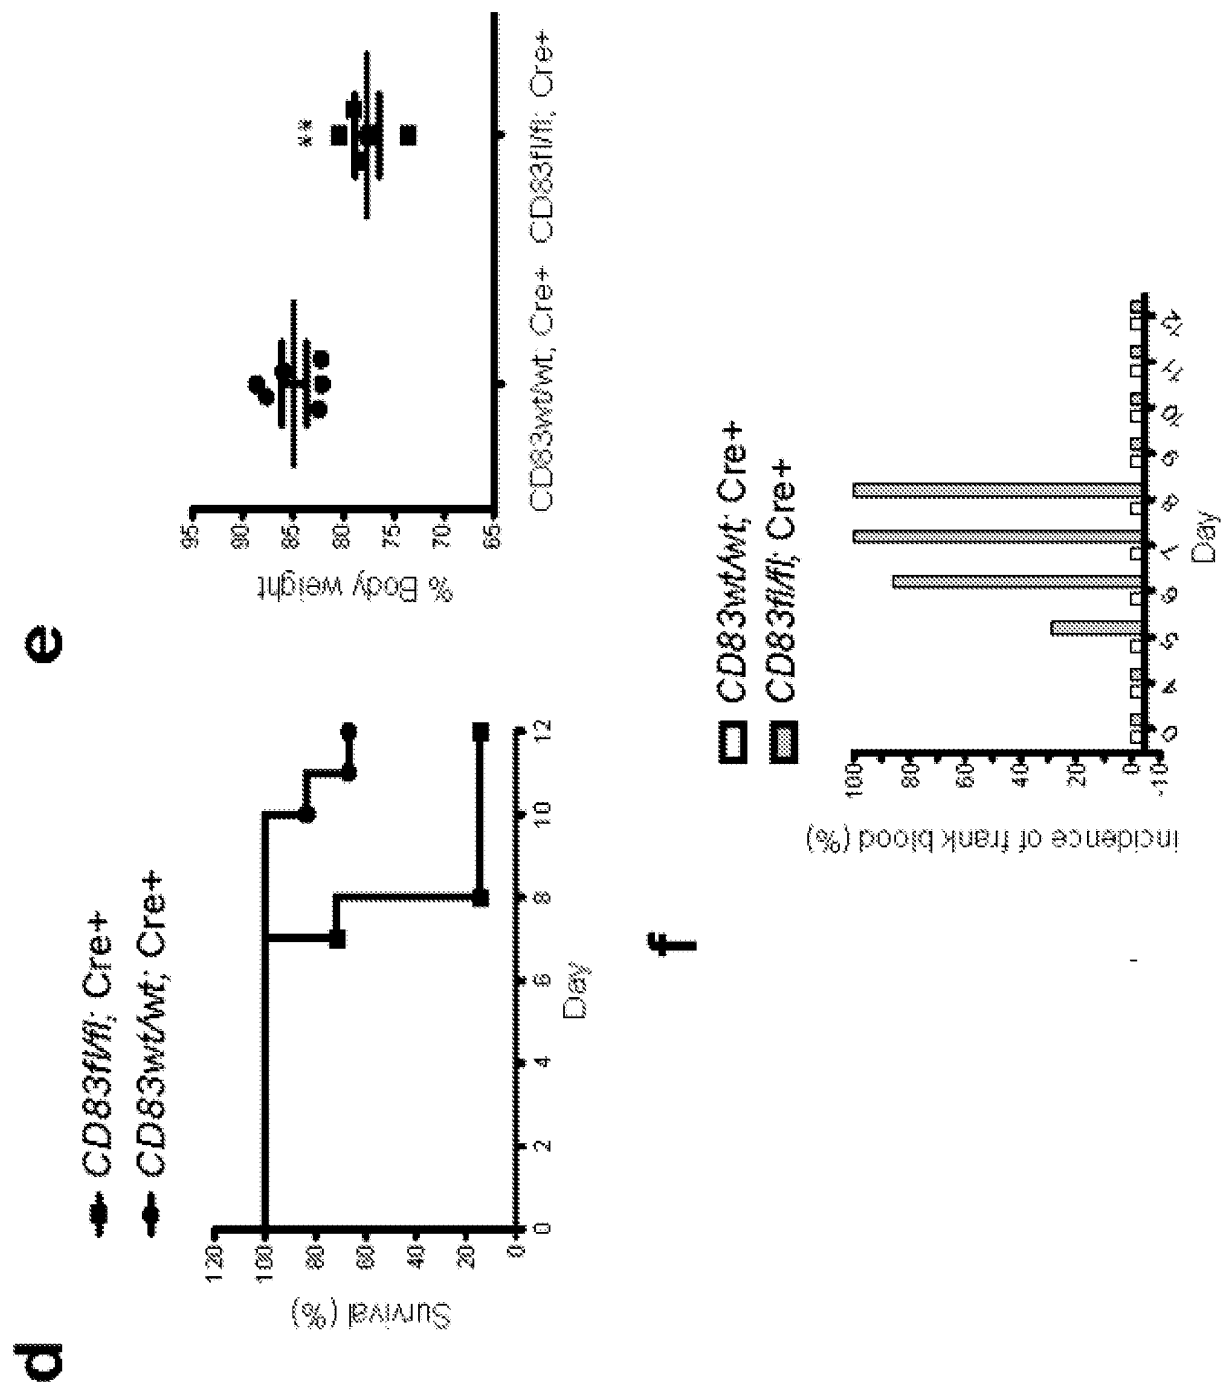 d
CD83fl/fl; Cre+
CD83wt/wt; Cre+
Survival (%)
120
100
80
60
40
20
0
0 2 4 6 8 10 12
Day
e
% Body weight
95
90
85
80
75
65
**
CD83wt/wt; Cre+ CD83fl/fl; Cre+
f
CD83wt/wt; Cre+
CD83fl/fl; Cre+
incidence of frank blood (%)
100
80
60
40
20
0
-10
0 5 6 7 8 9 10 11 12
Day